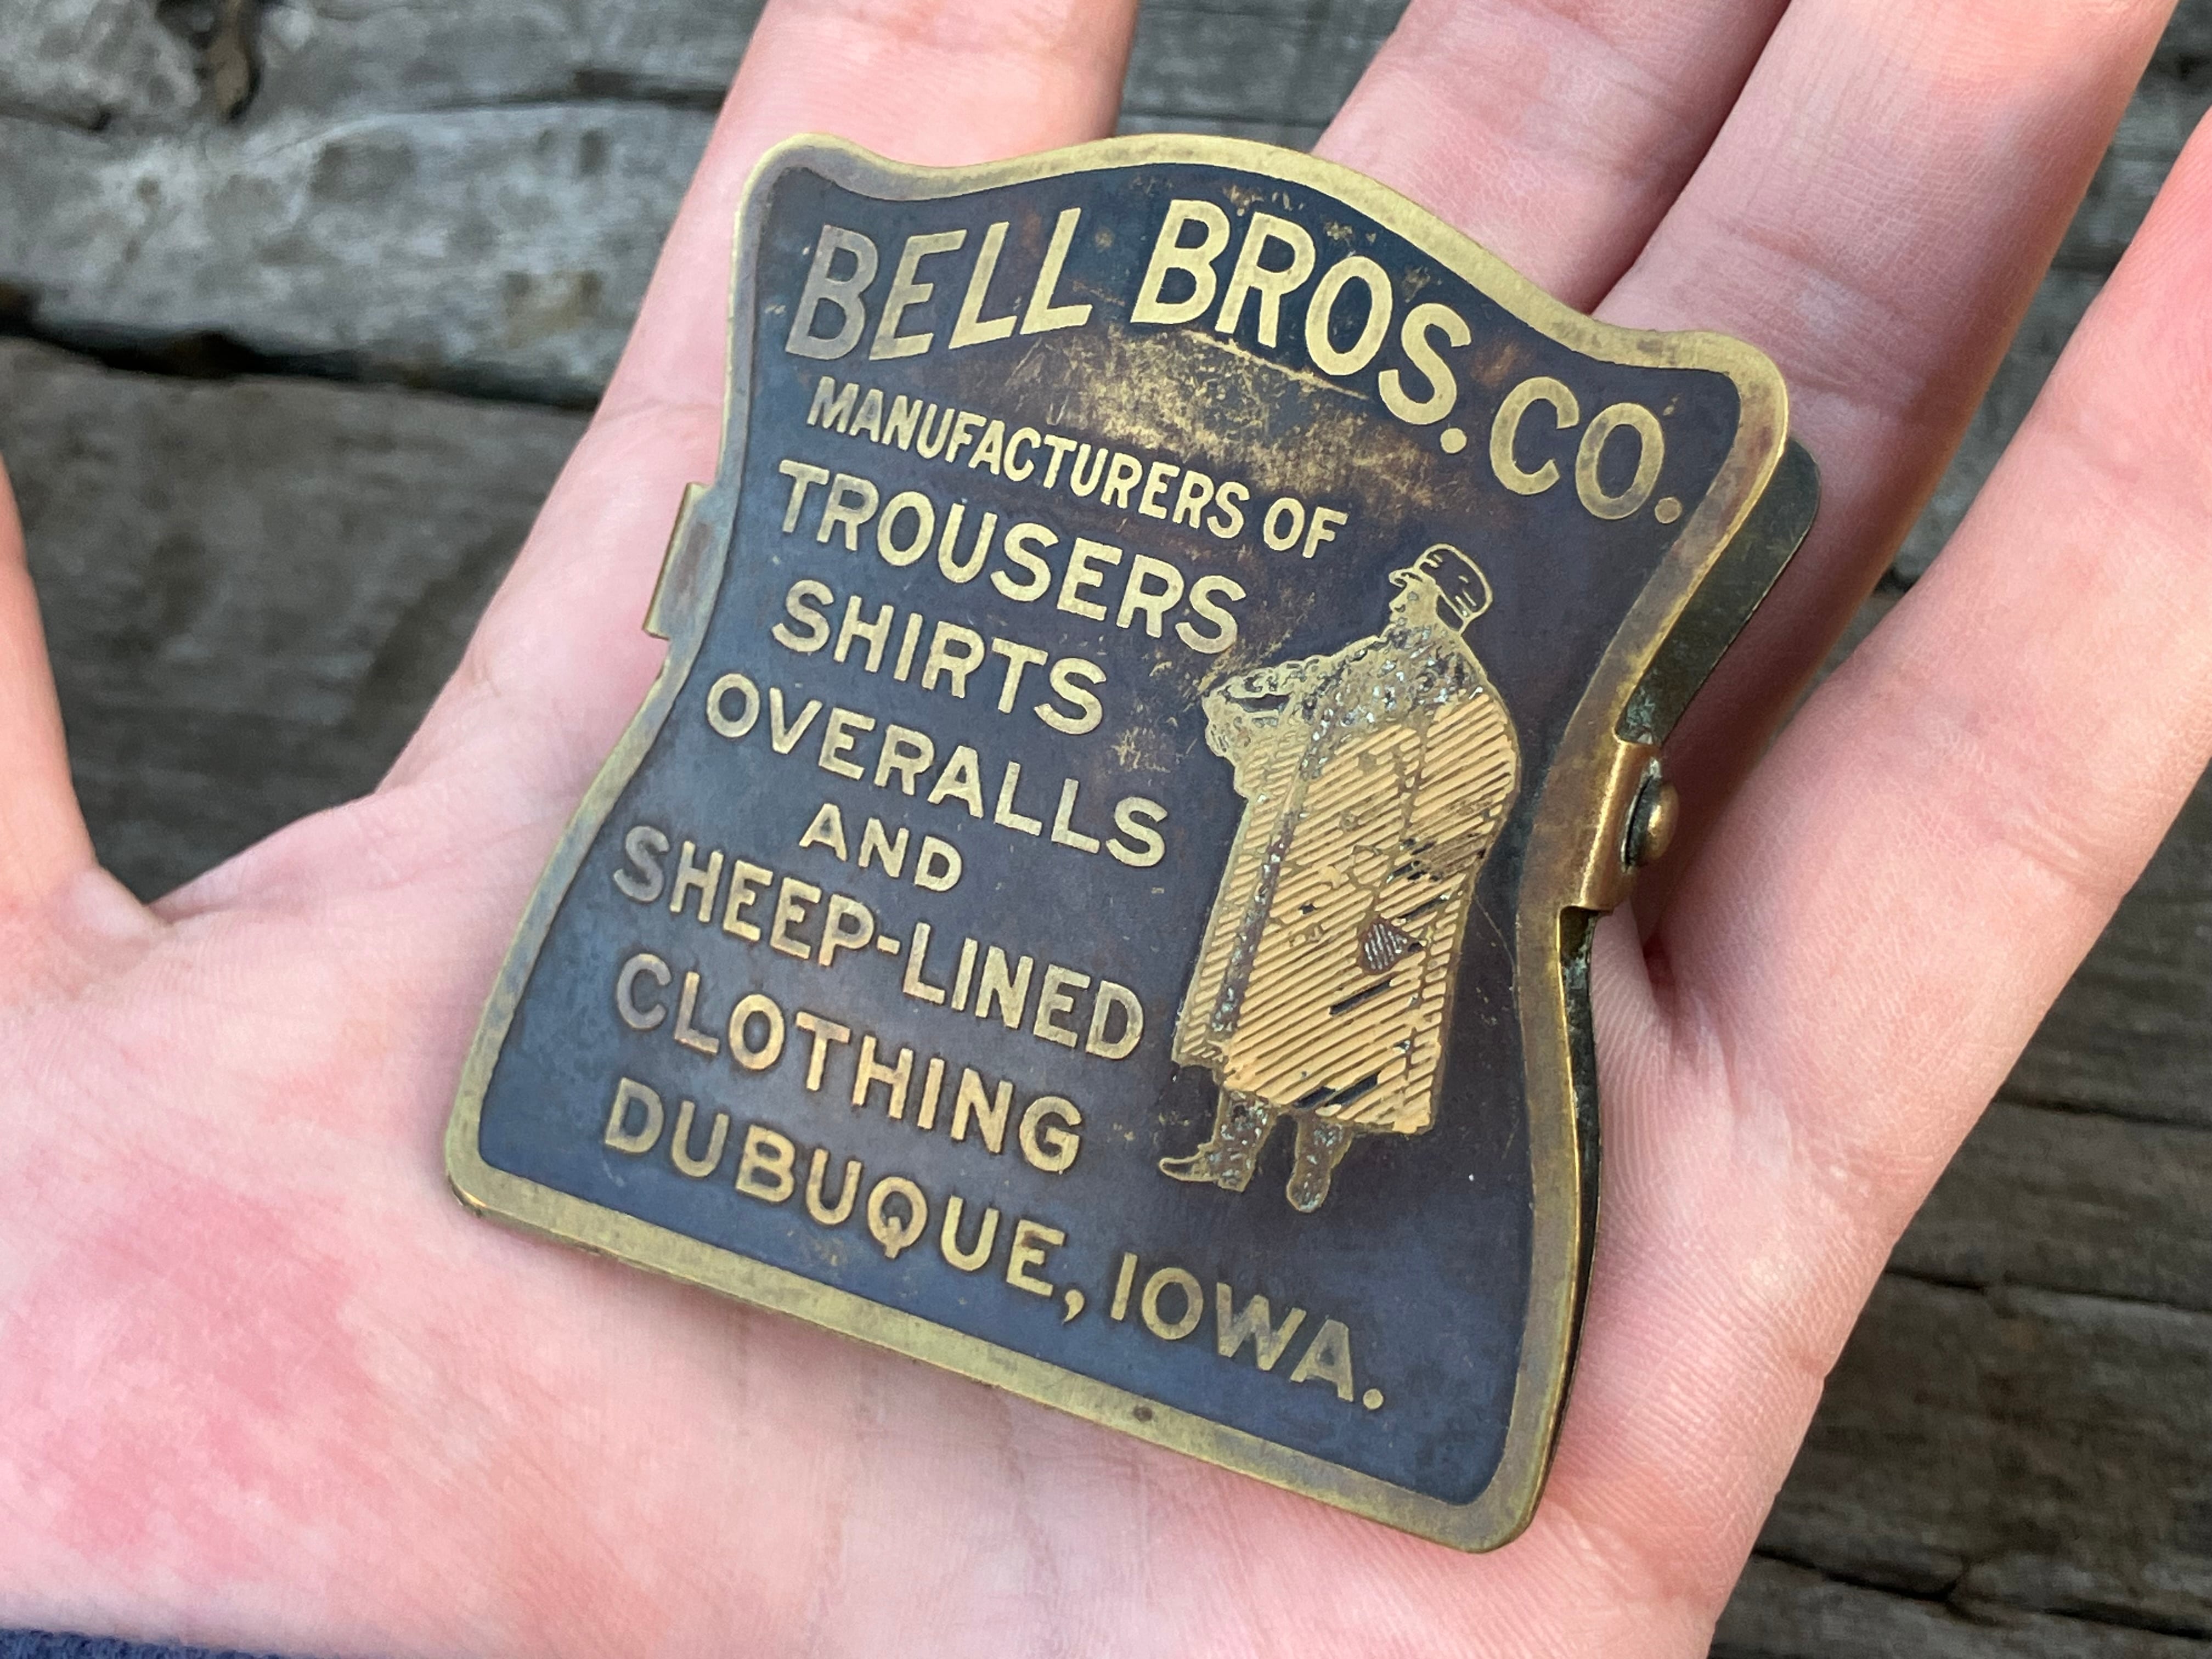 BELL BROS. CO.
MANUFACTURERS OF
TROUSERS
SHIRTS
OVERALLS
AND
SHEEP-LINED
CLOTHING
DUBUQUE, IOWA.